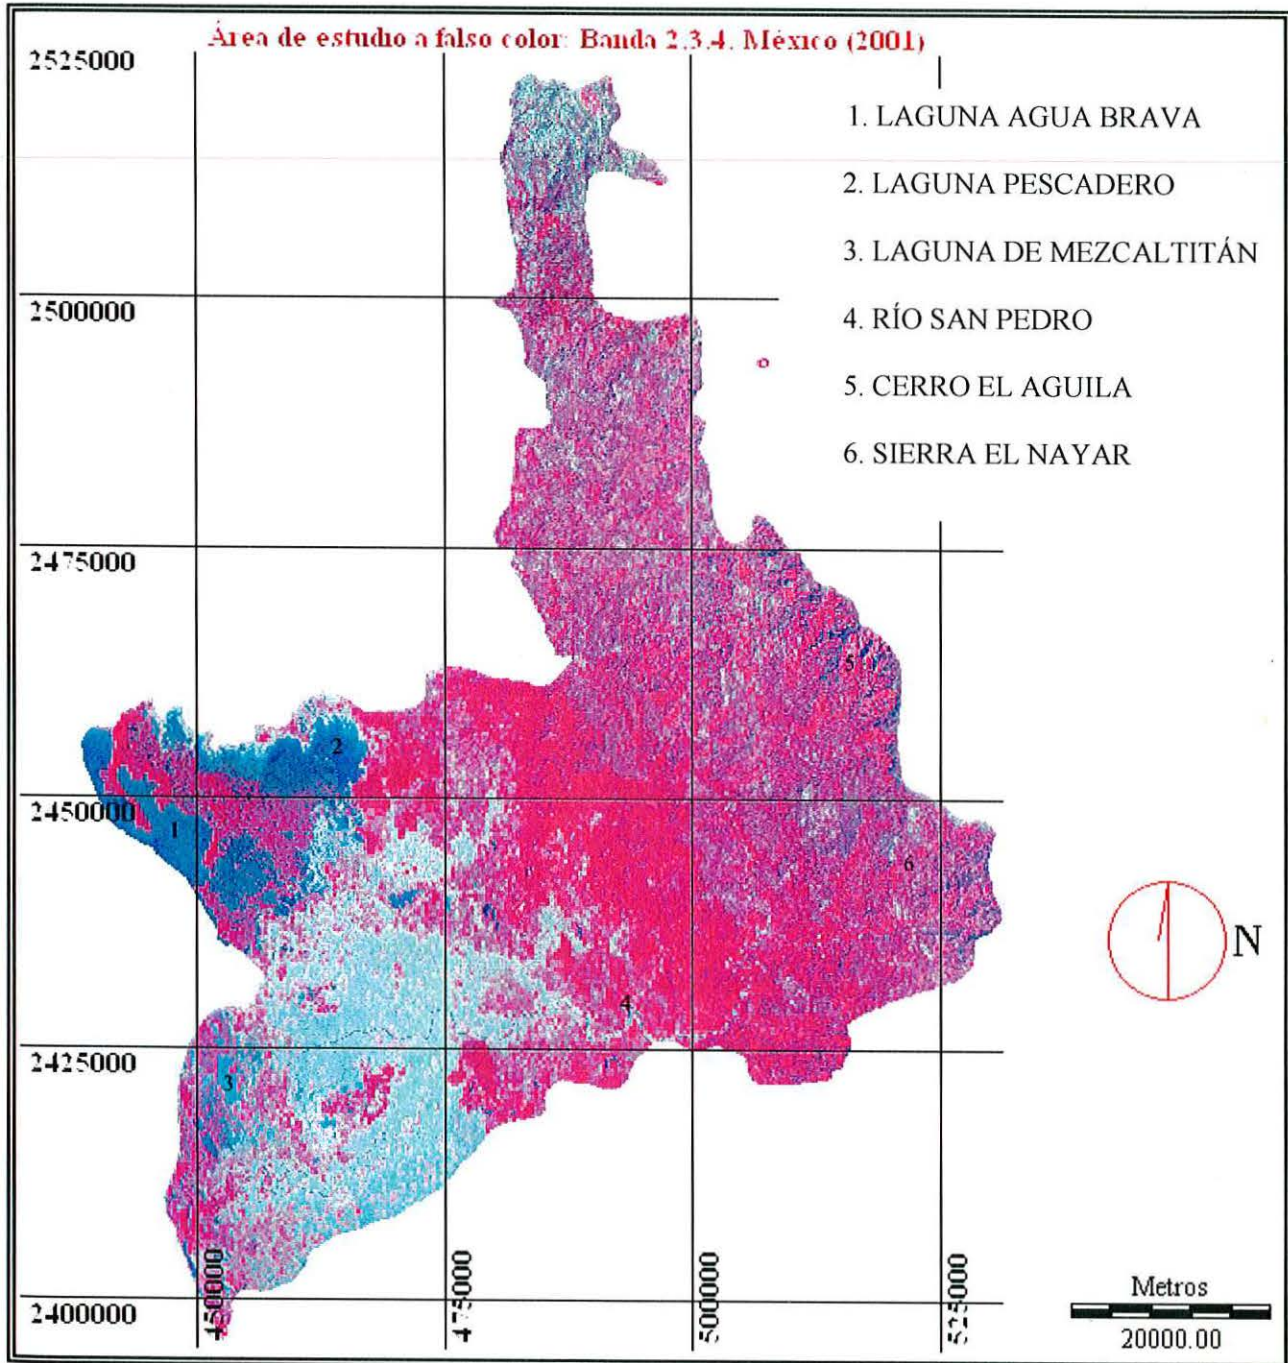 Área de estudio a falso color: Banda 2.3.4. México (2001)
2525000
1. LAGUNA AGUA BRAVA
2. LAGUNA PESCADERO
3. LAGUNA DE MEZCALTITÁN
2500000
4. RÍO SAN PEDRO
5. CERRO EL AGUILA
6. SIERRA EL NAYAR
2475000
5
2
2450000
1
6
N
4
2425000
3
450000
475000
500000
525000
2400000
Metros
20000.00